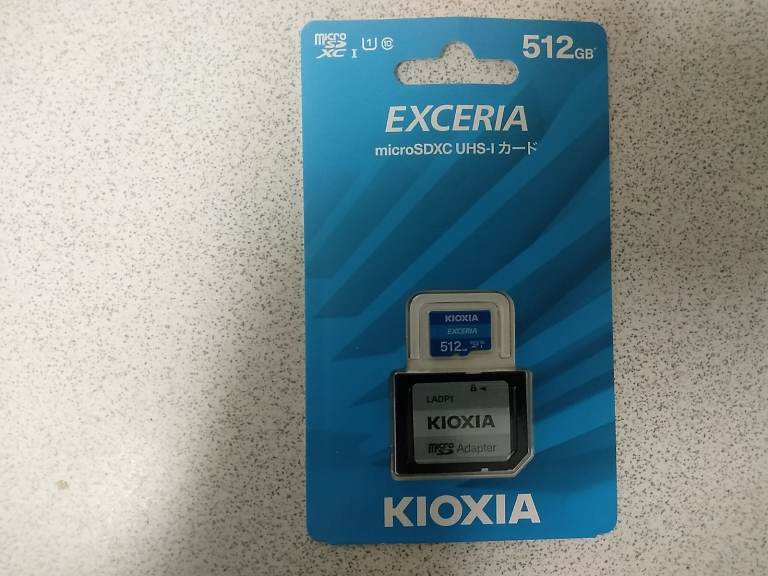 micro SD XC I U1 10
512GB*
EXCERIA
microSDXC UHS-I カード
KIOXIA
EXCERIA
512GB
LADP1
KIOXIA
micro SD Adapter
KIOXIA